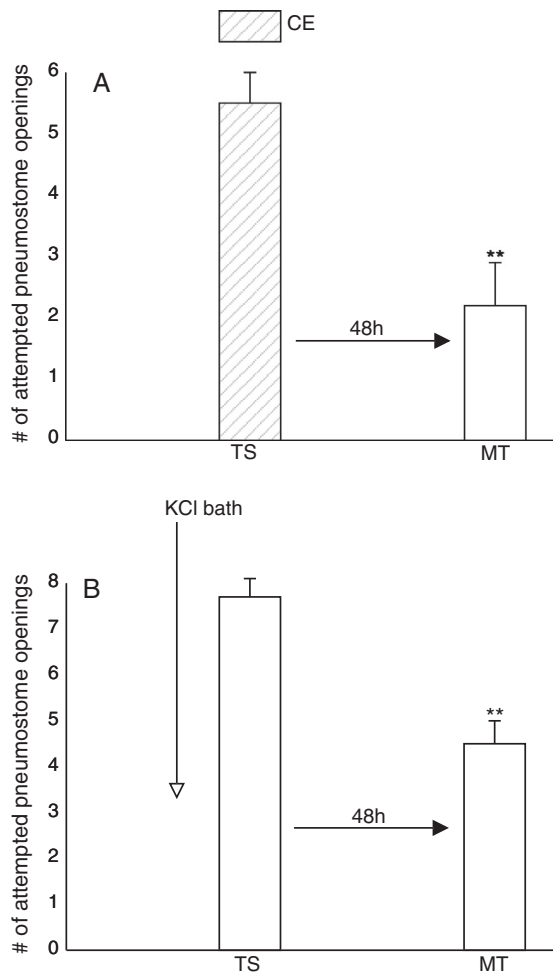 CE
A
# of attempted pneumostome openings
6
5
4
3
2
1
0
**
48h
TS
MT
KCl bath
B
# of attempted pneumostome openings
8
7
6
5
4
3
2
1
0
**
48h
TS
MT